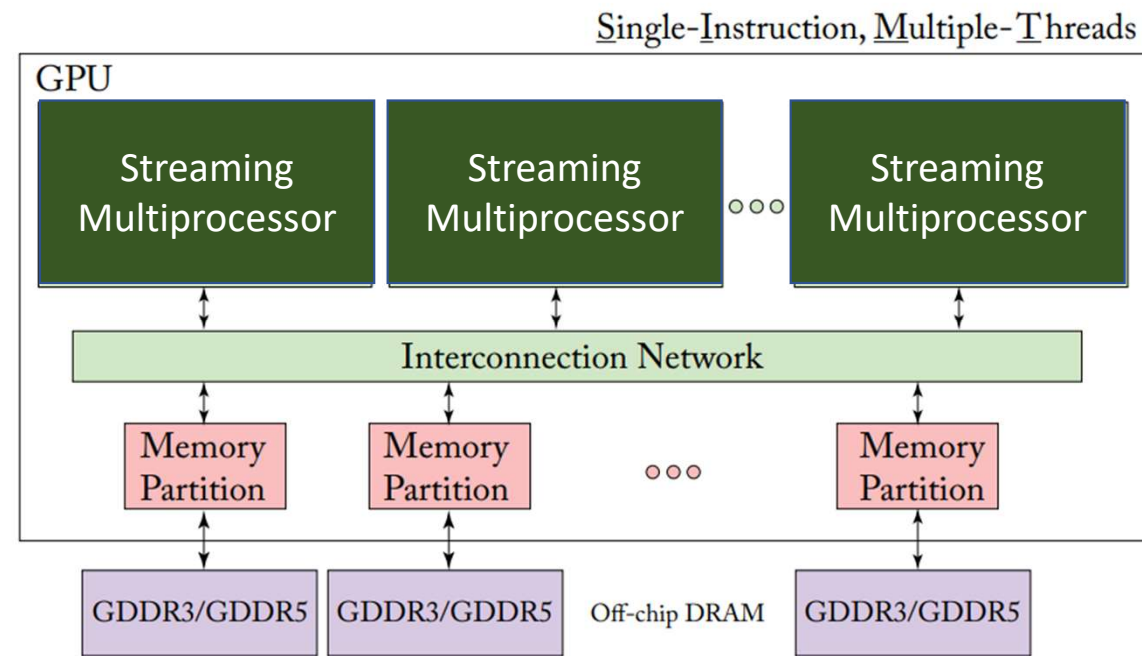 Single-Instruction, Multiple-Threads
GPU
Streaming
Multiprocessor
Streaming
Multiprocessor
Streaming
Multiprocessor
Interconnection Network
Memory
Partition
Memory
Partition
Memory
Partition
GDDR3/GDDR5
GDDR3/GDDR5
Off-chip DRAM
GDDR3/GDDR5